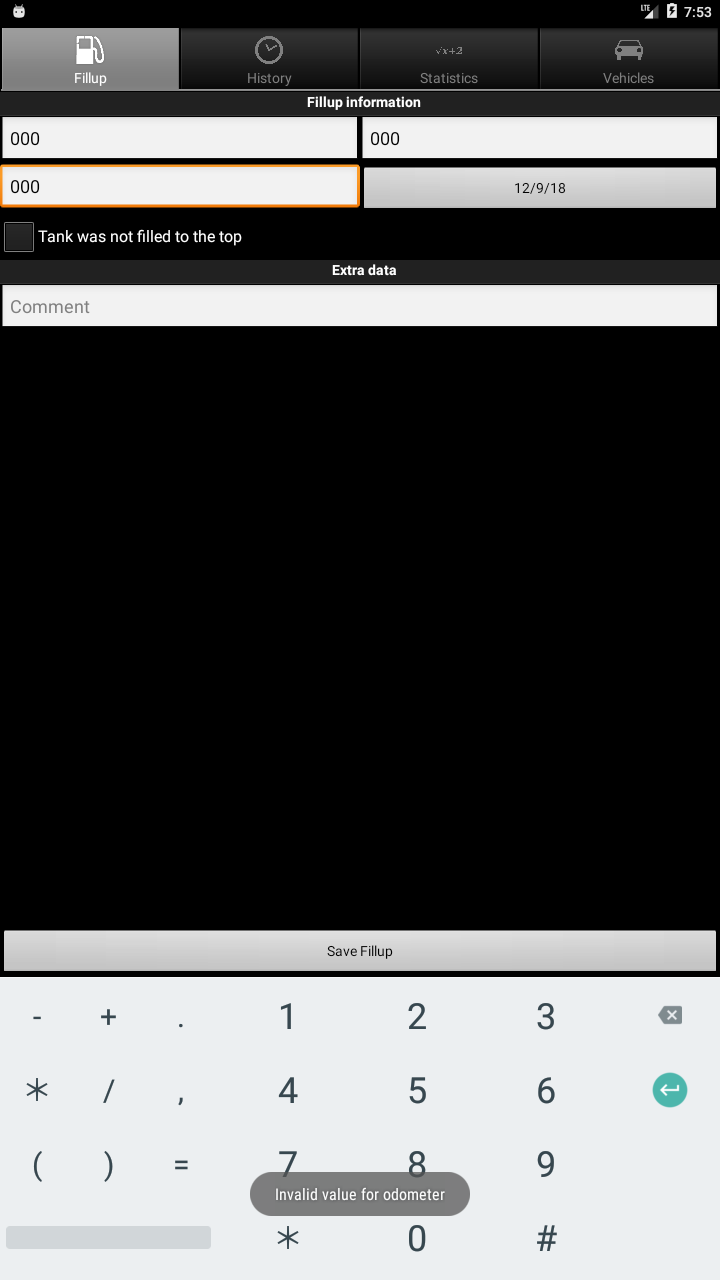 LTE 7:53
Fillup
History
√x+2 Statistics
Vehicles
Fillup information
000 000
000 12/9/18
Tank was not filled to the top
Extra data
Comment
Save Fillup
- + . 1 2 3
* / , 4 5 6
( ) = 7 8 9
Invalid value for odometer
* 0 #